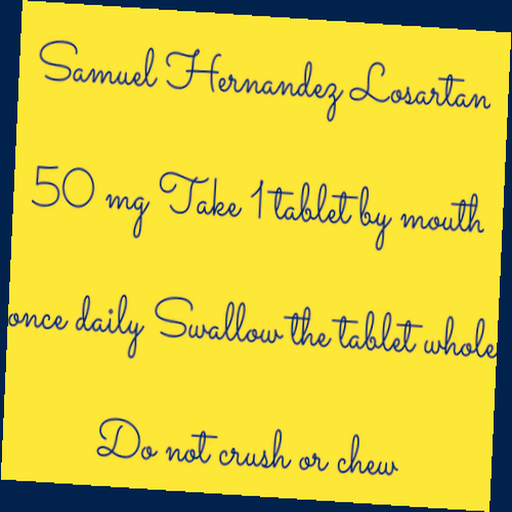 Samuel Hernandez Losartan
50 mg Take 1 tablet by mouth
once daily Swallow the tablet whole
Do not crush or chew